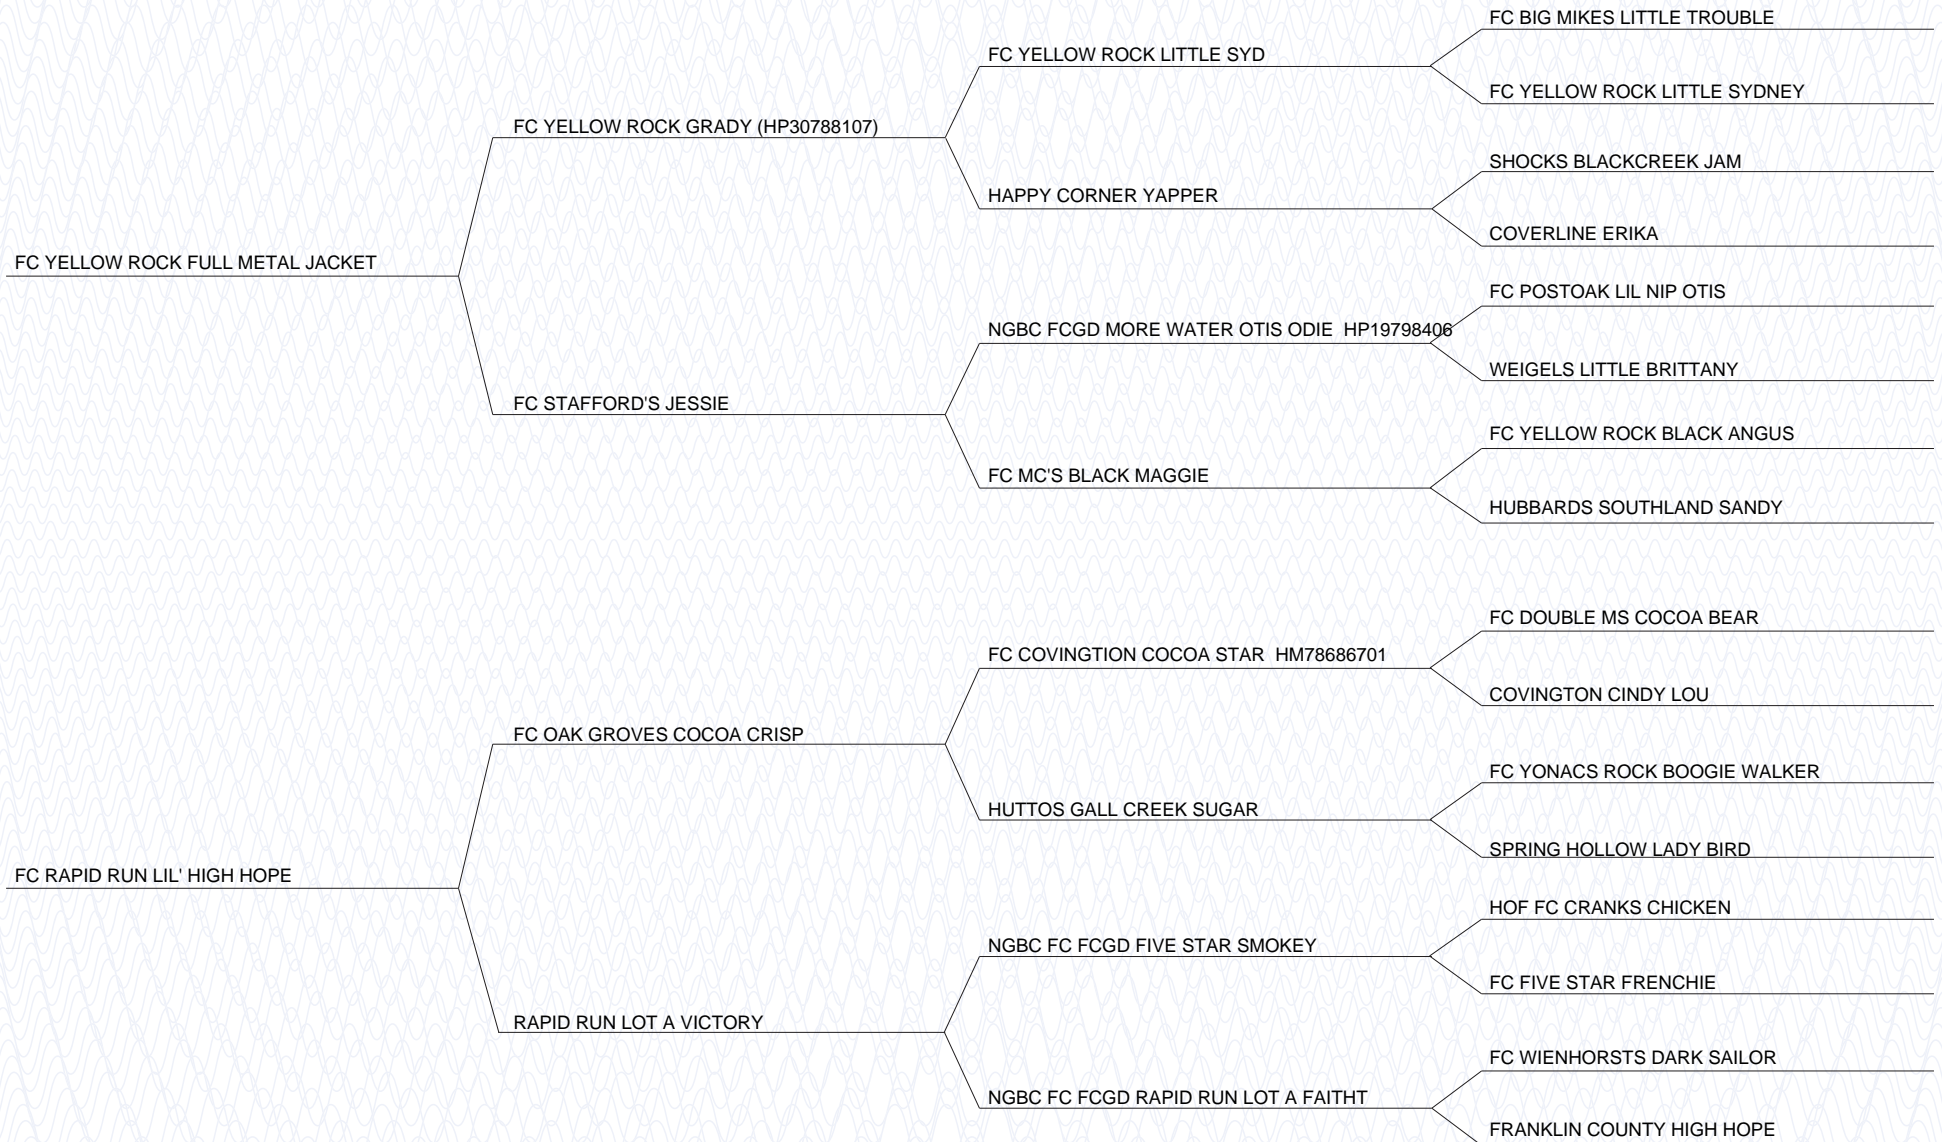 FC BIG MIKES LITTLE TROUBLE
FC YELLOW ROCK LITTLE SYD
FC YELLOW ROCK LITTLE SYDNEY
FC YELLOW ROCK GRADY (HP30788107)
SHOCKS BLACKCREEK JAM
HAPPY CORNER YAPPER
COVERLINE ERIKA
FC YELLOW ROCK FULL METAL JACKET
FC POSTOAK LIL NIP OTIS
NGBC FCGD MORE WATER OTIS ODIE  HP19798406
WEIGELS LITTLE BRITTANY
FC STAFFORD'S JESSIE
FC YELLOW ROCK BLACK ANGUS
FC MC'S BLACK MAGGIE
HUBBARDS SOUTHLAND SANDY
FC DOUBLE MS COCOA BEAR
FC COVINGTION COCOA STAR  HM78686701
COVINGTON CINDY LOU
FC OAK GROVES COCOA CRISP
FC YONACS ROCK BOOGIE WALKER
HUTTOS GALL CREEK SUGAR
SPRING HOLLOW LADY BIRD
FC RAPID RUN LIL' HIGH HOPE
HOF FC CRANKS CHICKEN
NGBC FC FCGD FIVE STAR SMOKEY
FC FIVE STAR FRENCHIE
RAPID RUN LOT A VICTORY
FC WIENHORSTS DARK SAILOR
NGBC FC FCGD RAPID RUN LOT A FAITHT
FRANKLIN COUNTY HIGH HOPE